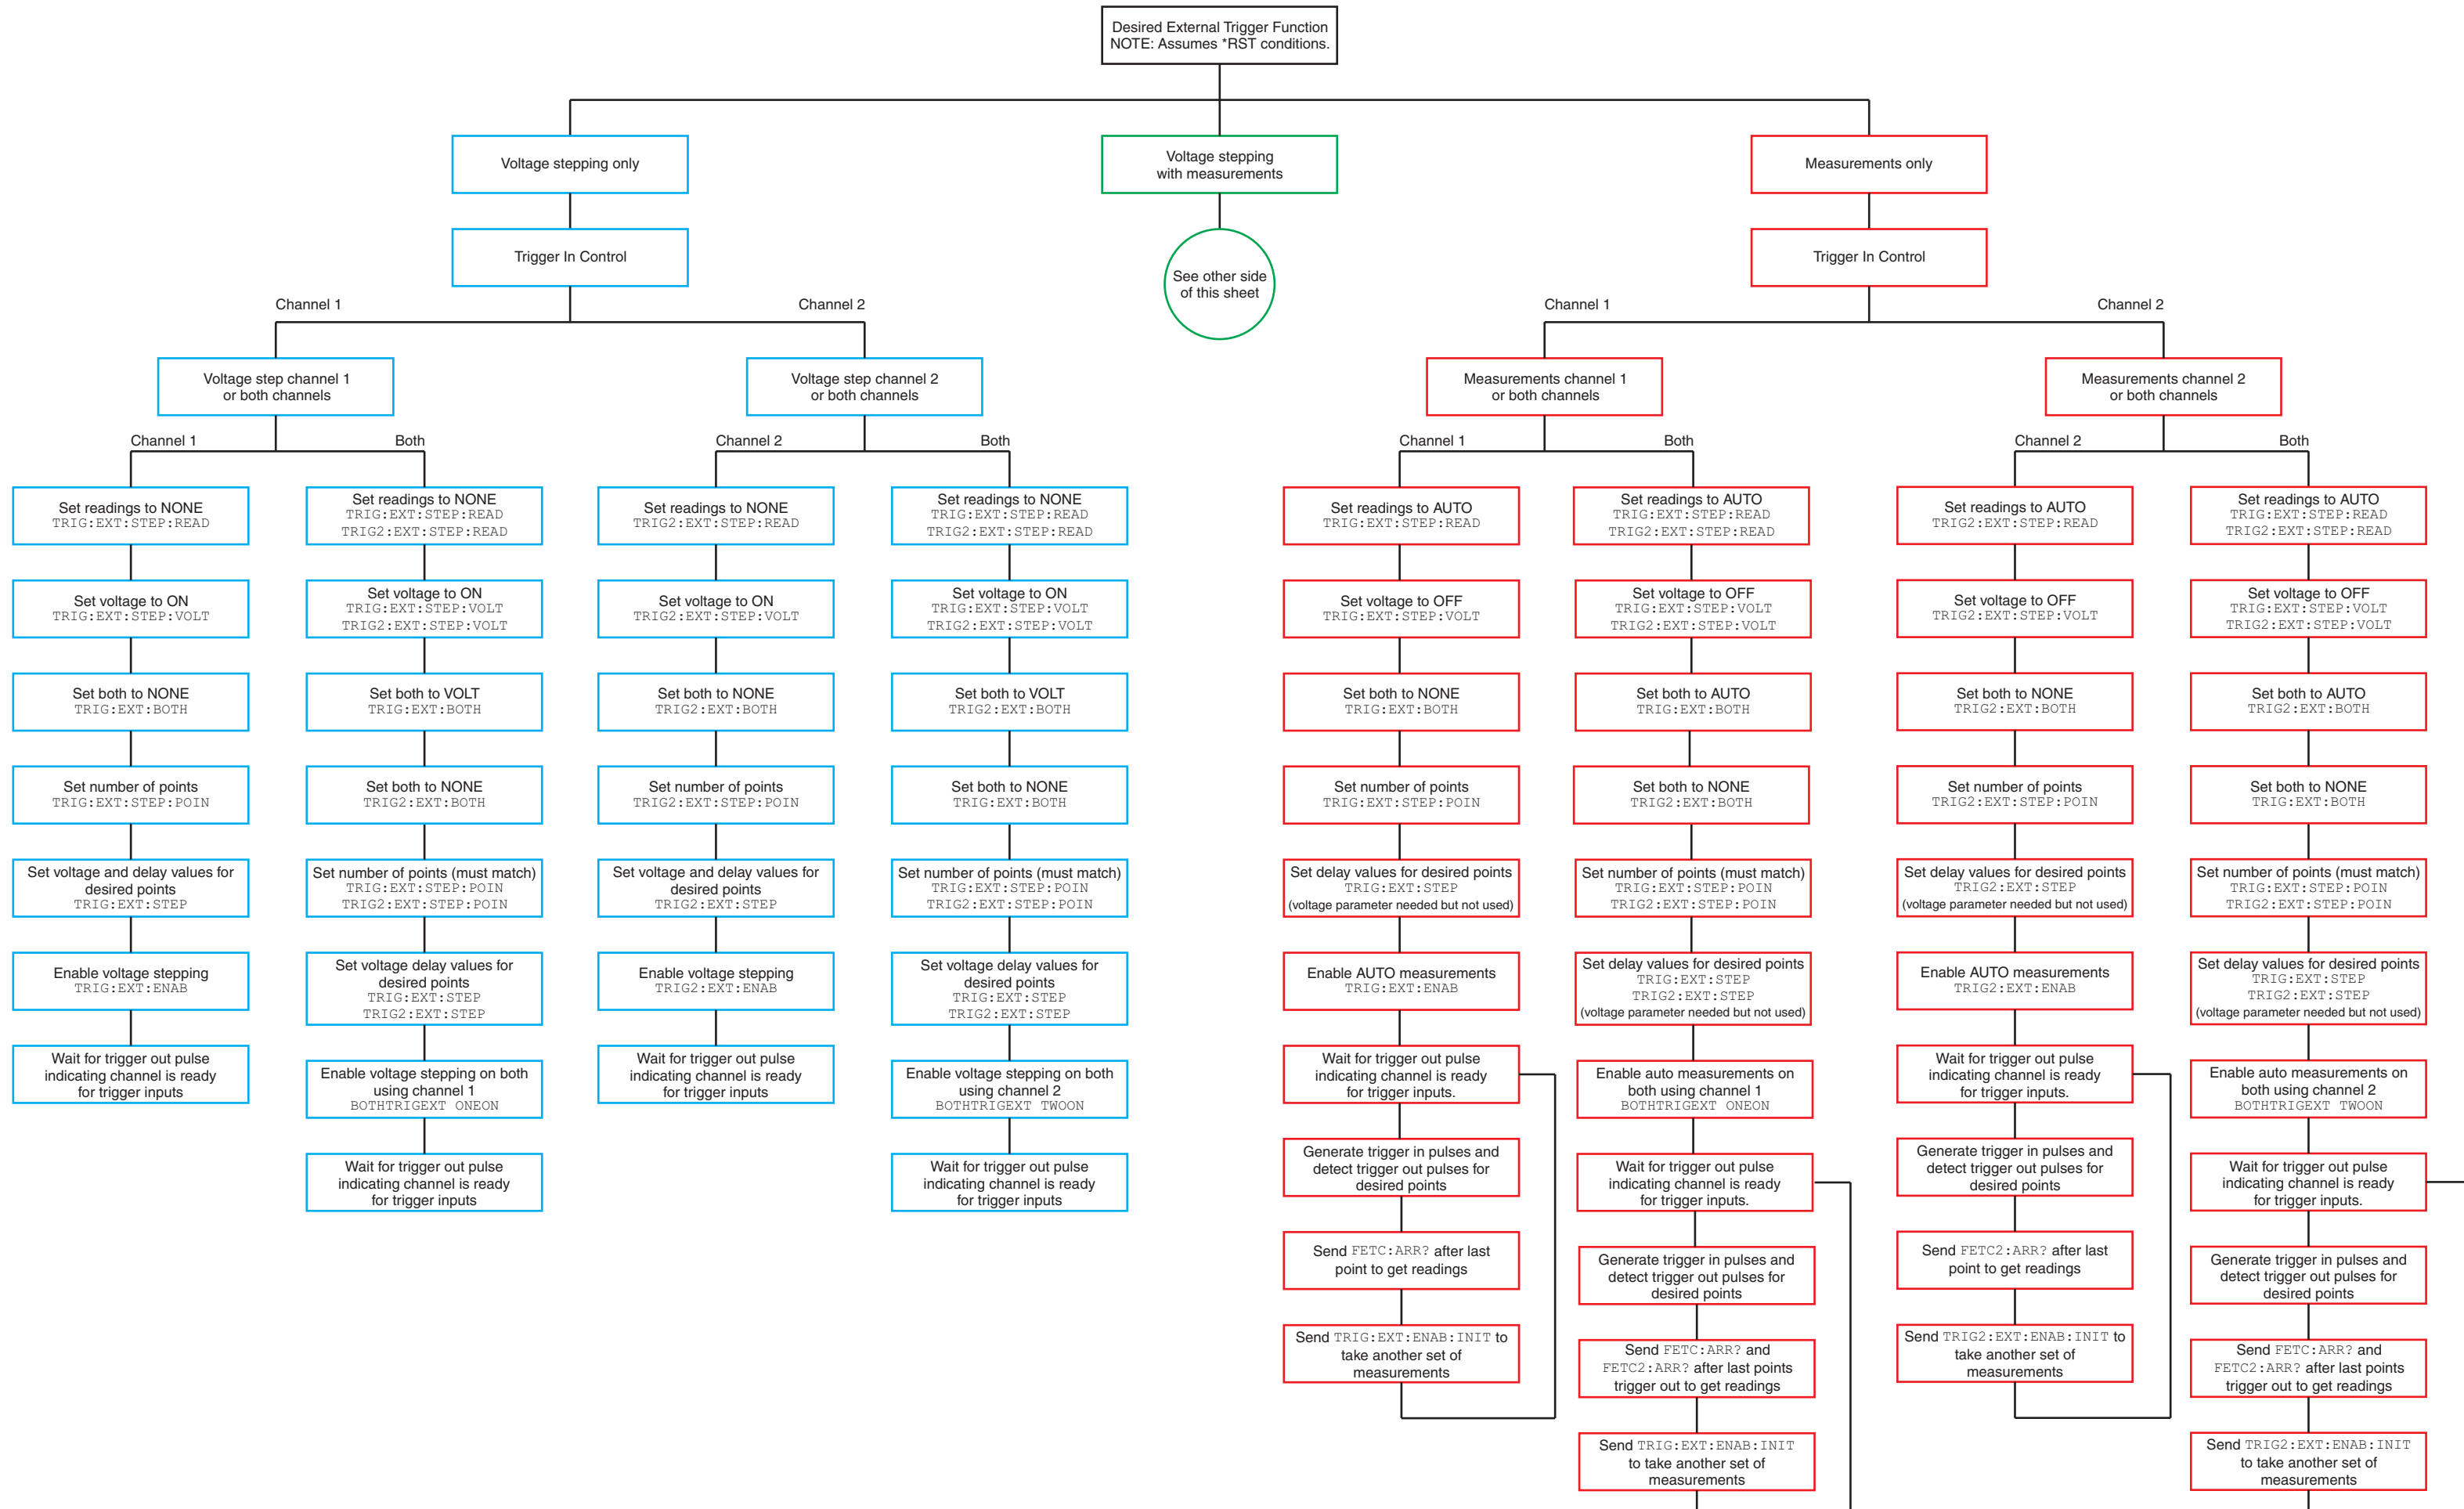 Desired External Trigger Function
NOTE: Assumes *RST conditions.
Voltage stepping only
Voltage stepping
with measurements
Measurements only
Trigger In Control
See other side
of this sheet
Trigger In Control
Channel 1
Channel 2
Channel 1
Channel 2
Voltage step channel 1
or both channels
Voltage step channel 2
or both channels
Measurements channel 1
or both channels
Measurements channel 2
or both channels
Channel 1
Both
Channel 2
Both
Channel 1
Both
Channel 2
Both
Set readings to NONE
TRIG:EXT:STEP:READ
Set voltage to ON
TRIG:EXT:STEP:VOLT
Set both to NONE
TRIG:EXT:BOTH
Set number of points
TRIG:EXT:STEP:POIN
Set voltage and delay values for
desired points
TRIG:EXT:STEP
Enable voltage stepping
TRIG:EXT:ENAB
Wait for trigger out pulse
indicating channel is ready
for trigger inputs
Set readings to NONE
TRIG:EXT:STEP:READ
TRIG2:EXT:STEP:READ
Set voltage to ON
TRIG:EXT:STEP:VOLT
TRIG2:EXT:STEP:VOLT
Set both to VOLT
TRIG:EXT:BOTH
Set both to NONE
TRIG2:EXT:BOTH
Set number of points (must match)
TRIG:EXT:STEP:POIN
TRIG2:EXT:STEP:POIN
Set voltage delay values for
desired points
TRIG:EXT:STEP
TRIG2:EXT:STEP
Enable voltage stepping on both
using channel 1
BOTHTRIGEXT ONEON
Wait for trigger out pulse
indicating channel is ready
for trigger inputs
Set readings to NONE
TRIG2:EXT:STEP:READ
Set voltage to ON
TRIG2:EXT:STEP:VOLT
Set both to NONE
TRIG2:EXT:BOTH
Set number of points
TRIG2:EXT:STEP:POIN
Set voltage and delay values for
desired points
TRIG2:EXT:STEP
Enable voltage stepping
TRIG2:EXT:ENAB
Wait for trigger out pulse
indicating channel is ready
for trigger inputs
Set readings to NONE
TRIG:EXT:STEP:READ
TRIG2:EXT:STEP:READ
Set voltage to ON
TRIG:EXT:STEP:VOLT
TRIG2:EXT:STEP:VOLT
Set both to VOLT
TRIG2:EXT:BOTH
Set both to NONE
TRIG:EXT:BOTH
Set number of points (must match)
TRIG:EXT:STEP:POIN
TRIG2:EXT:STEP:POIN
Set voltage delay values for
desired points
TRIG:EXT:STEP
TRIG2:EXT:STEP
Enable voltage stepping on both
using channel 2
BOTHTRIGEXT TWOON
Wait for trigger out pulse
indicating channel is ready
for trigger inputs
Set readings to AUTO
TRIG:EXT:STEP:READ
Set voltage to OFF
TRIG:EXT:STEP:VOLT
Set both to NONE
TRIG:EXT:BOTH
Set number of points
TRIG:EXT:STEP:POIN
Set delay values for desired points
TRIG:EXT:STEP
(voltage parameter needed but not used)
Enable AUTO measurements
TRIG:EXT:ENAB
Wait for trigger out pulse
indicating channel is ready
for trigger inputs.
Generate trigger in pulses and
detect trigger out pulses for
desired points
Send FETC:ARR? after last
point to get readings
Send TRIG:EXT:ENAB:INIT to
take another set of
measurements
Set readings to AUTO
TRIG:EXT:STEP:READ
TRIG2:EXT:STEP:READ
Set voltage to OFF
TRIG:EXT:STEP:VOLT
TRIG2:EXT:STEP:VOLT
Set both to AUTO
TRIG:EXT:BOTH
Set both to NONE
TRIG2:EXT:BOTH
Set number of points (must match)
TRIG:EXT:STEP:POIN
TRIG2:EXT:STEP:POIN
Set delay values for desired points
TRIG:EXT:STEP
TRIG2:EXT:STEP
(voltage parameter needed but not used)
Enable auto measurements on
both using channel 1
BOTHTRIGEXT ONEON
Wait for trigger out pulse
indicating channel is ready
for trigger inputs.
Generate trigger in pulses and
detect trigger out pulses for
desired points
Send FETC:ARR? and
FETC2:ARR? after last points
trigger out to get readings
Send TRIG:EXT:ENAB:INIT
to take another set of
measurements
Set readings to AUTO
TRIG2:EXT:STEP:READ
Set voltage to OFF
TRIG2:EXT:STEP:VOLT
Set both to NONE
TRIG2:EXT:BOTH
Set number of points
TRIG2:EXT:STEP:POIN
Set delay values for desired points
TRIG2:EXT:STEP
(voltage parameter needed but not used)
Enable AUTO measurements
TRIG2:EXT:ENAB
Wait for trigger out pulse
indicating channel is ready
for trigger inputs.
Generate trigger in pulses and
detect trigger out pulses for
desired points
Send FETC2:ARR? after last
point to get readings
Send TRIG2:EXT:ENAB:INIT to
take another set of
measurements
Set readings to AUTO
TRIG:EXT:STEP:READ
TRIG2:EXT:STEP:READ
Set voltage to OFF
TRIG:EXT:STEP:VOLT
TRIG2:EXT:STEP:VOLT
Set both to AUTO
TRIG2:EXT:BOTH
Set both to NONE
TRIG:EXT:BOTH
Set number of points (must match)
TRIG:EXT:STEP:POIN
TRIG2:EXT:STEP:POIN
Set delay values for desired points
TRIG:EXT:STEP
TRIG2:EXT:STEP
(voltage parameter needed but not used)
Enable auto measurements on
both using channel 2
BOTHTRIGEXT TWOON
Wait for trigger out pulse
indicating channel is ready
for trigger inputs.
Generate trigger in pulses and
detect trigger out pulses for
desired points
Send FETC:ARR? and
FETC2:ARR? after last points
trigger out to get readings
Send TRIG2:EXT:ENAB:INIT
to take another set of
measurements